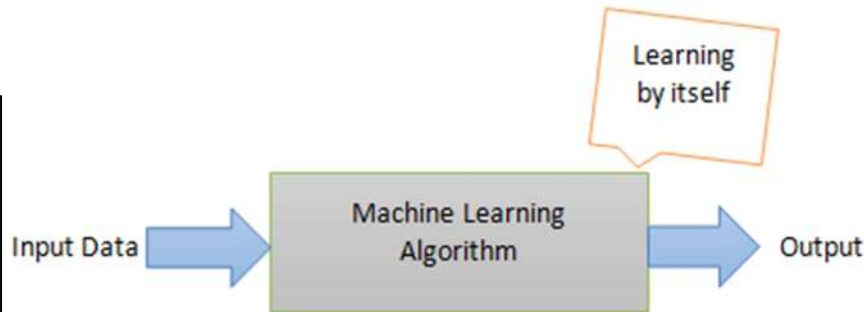 Learning
by itself
Machine Learning
Algorithm
Input Data
Output